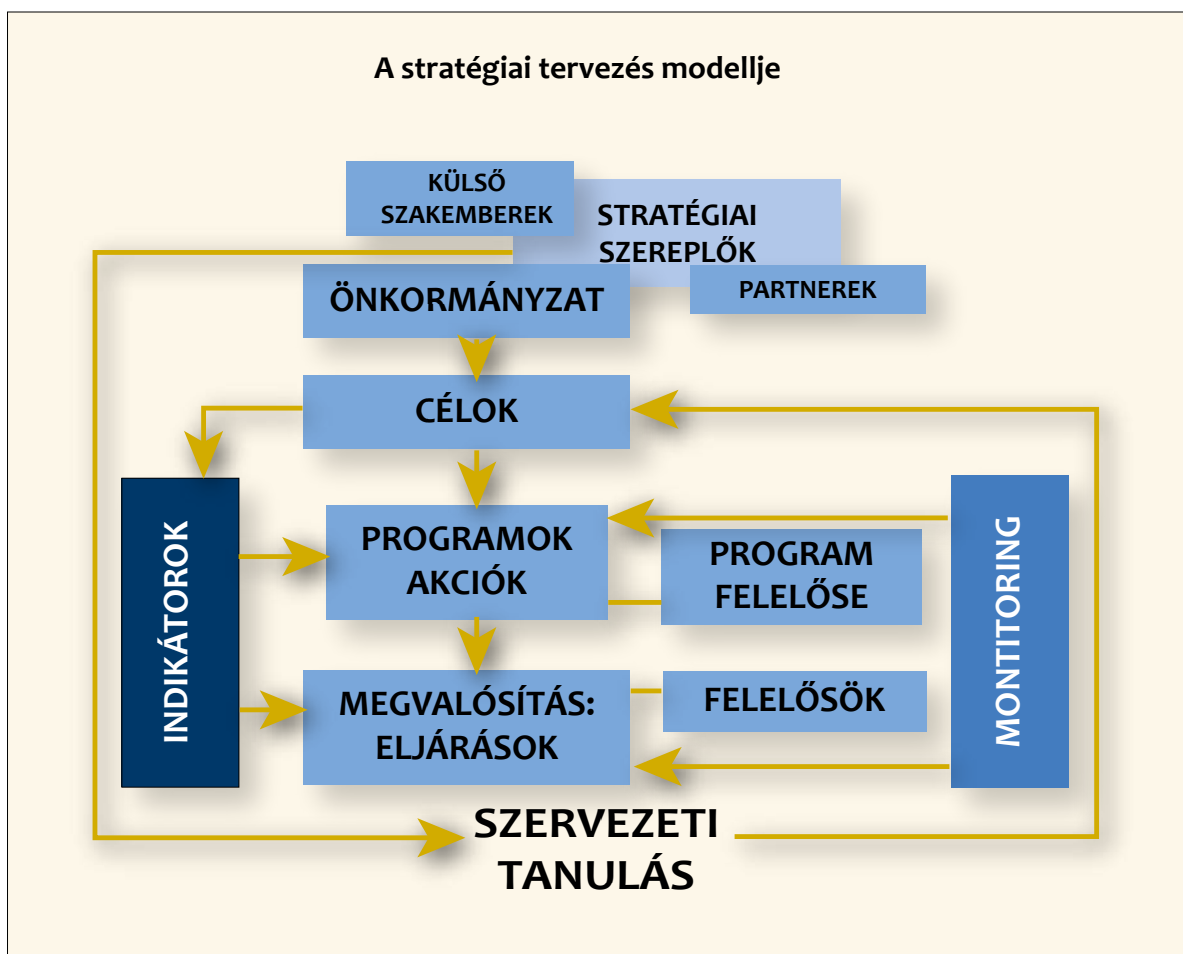 A stratégiai tervezés modellje
KÜLSŐ
SZAKEMBEREK
STRATÉGIAI
SZEREPLŐK
ÖNKORMÁNYZAT
PARTNEREK
CÉLOK
INDIKÁTOROK
PROGRAMOK
AKCIÓK
PROGRAM
FELELŐSE
MONTITORING
MEGVALÓSÍTÁS:
ELJÁRÁSOK
FELELŐSÖK
SZERVEZETI
TANULÁS